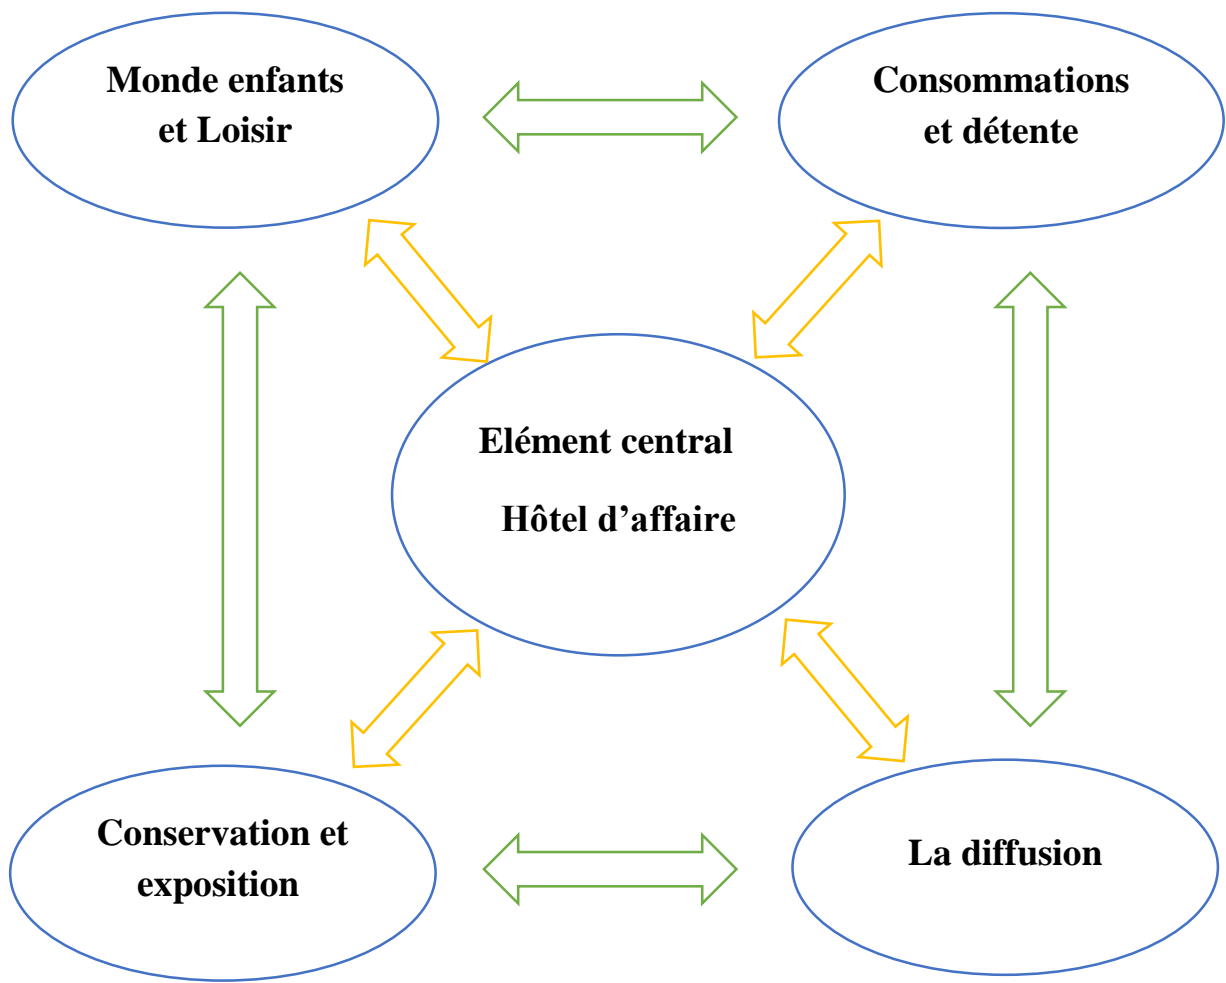 Monde enfants
et Loisir
Consommations
et détente
Elément central
Hôtel d’affaire
Conservation et
exposition
La diffusion